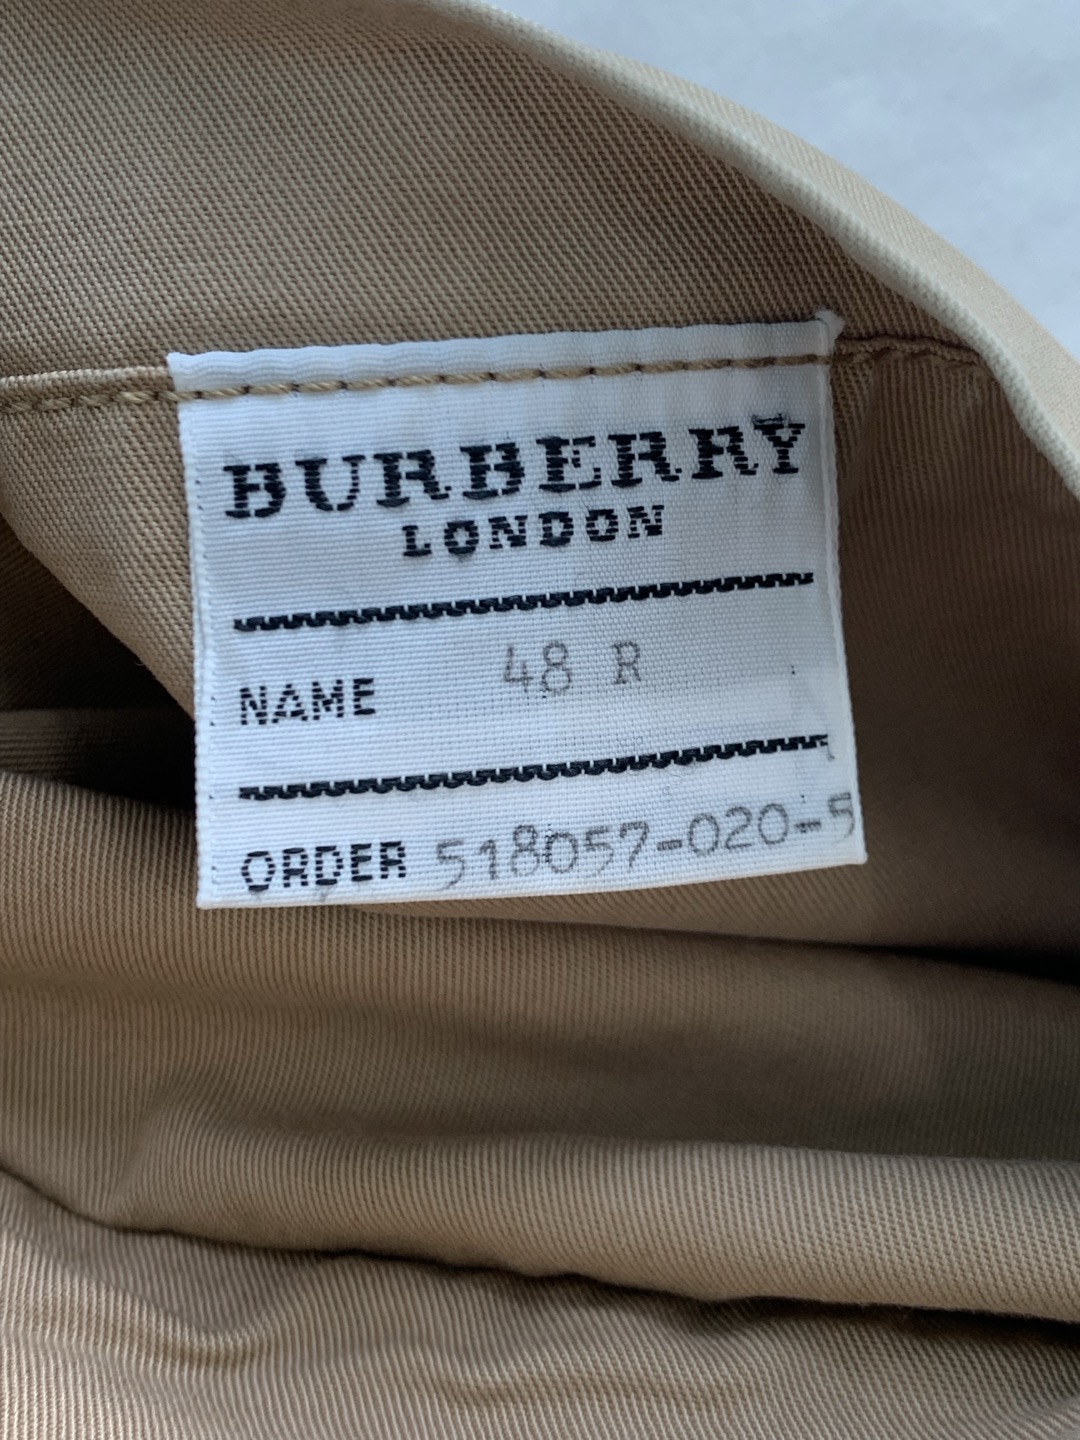 BURBERRY
LONDON
NAME 48 R
ORDER 518057-020-5